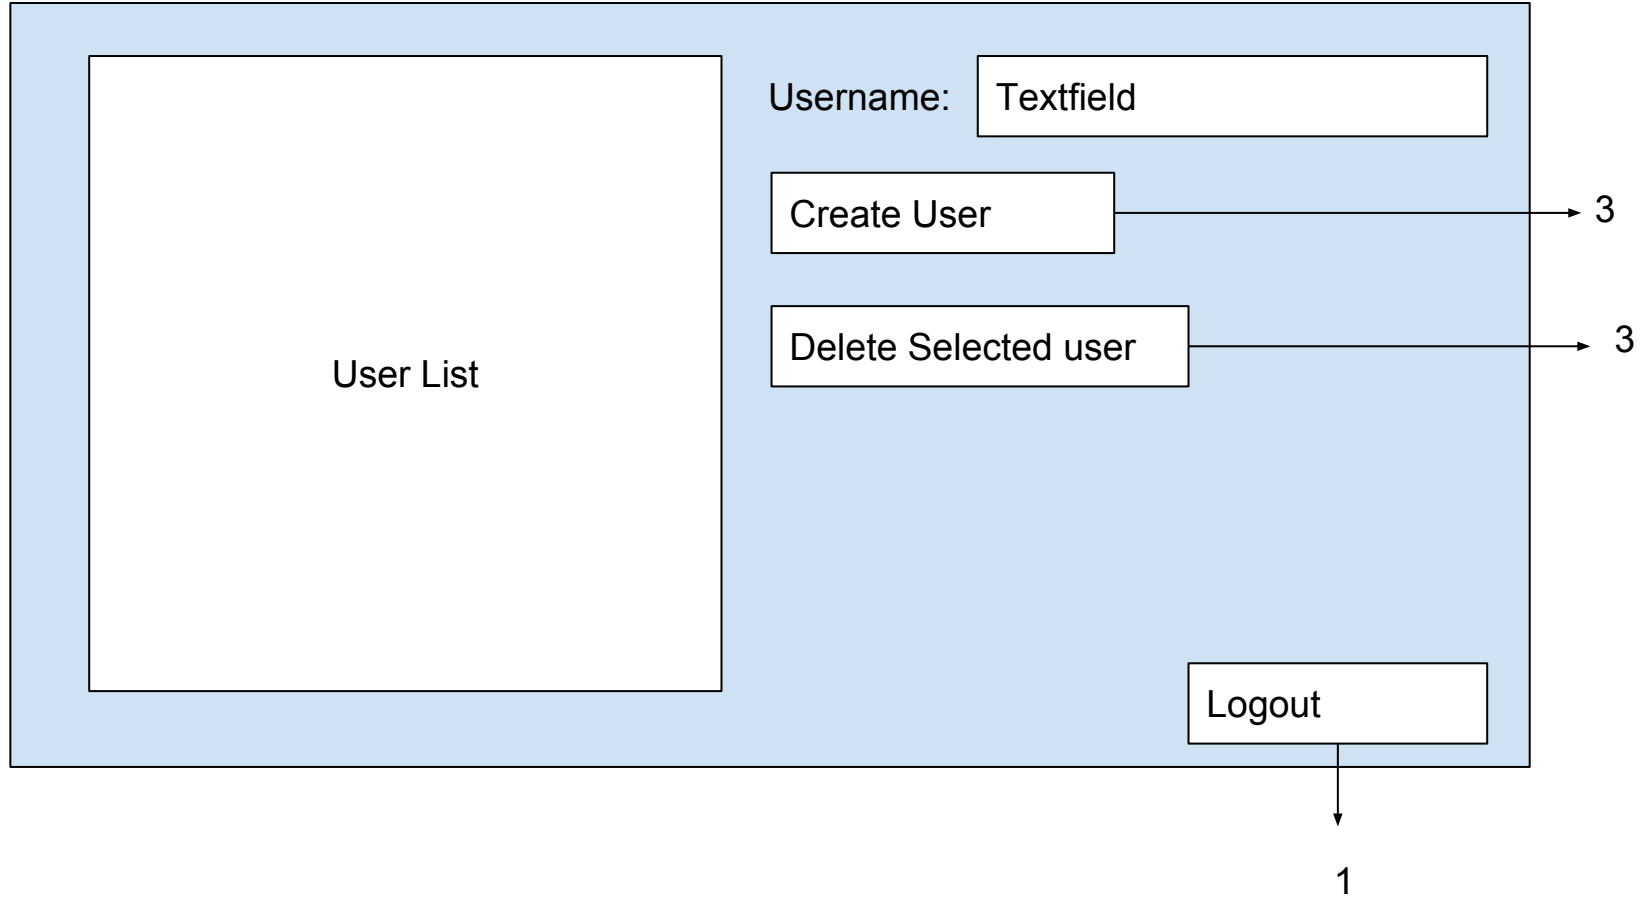 Username:
Textfield
Create User
3
Delete Selected user
3
User List
Logout
1